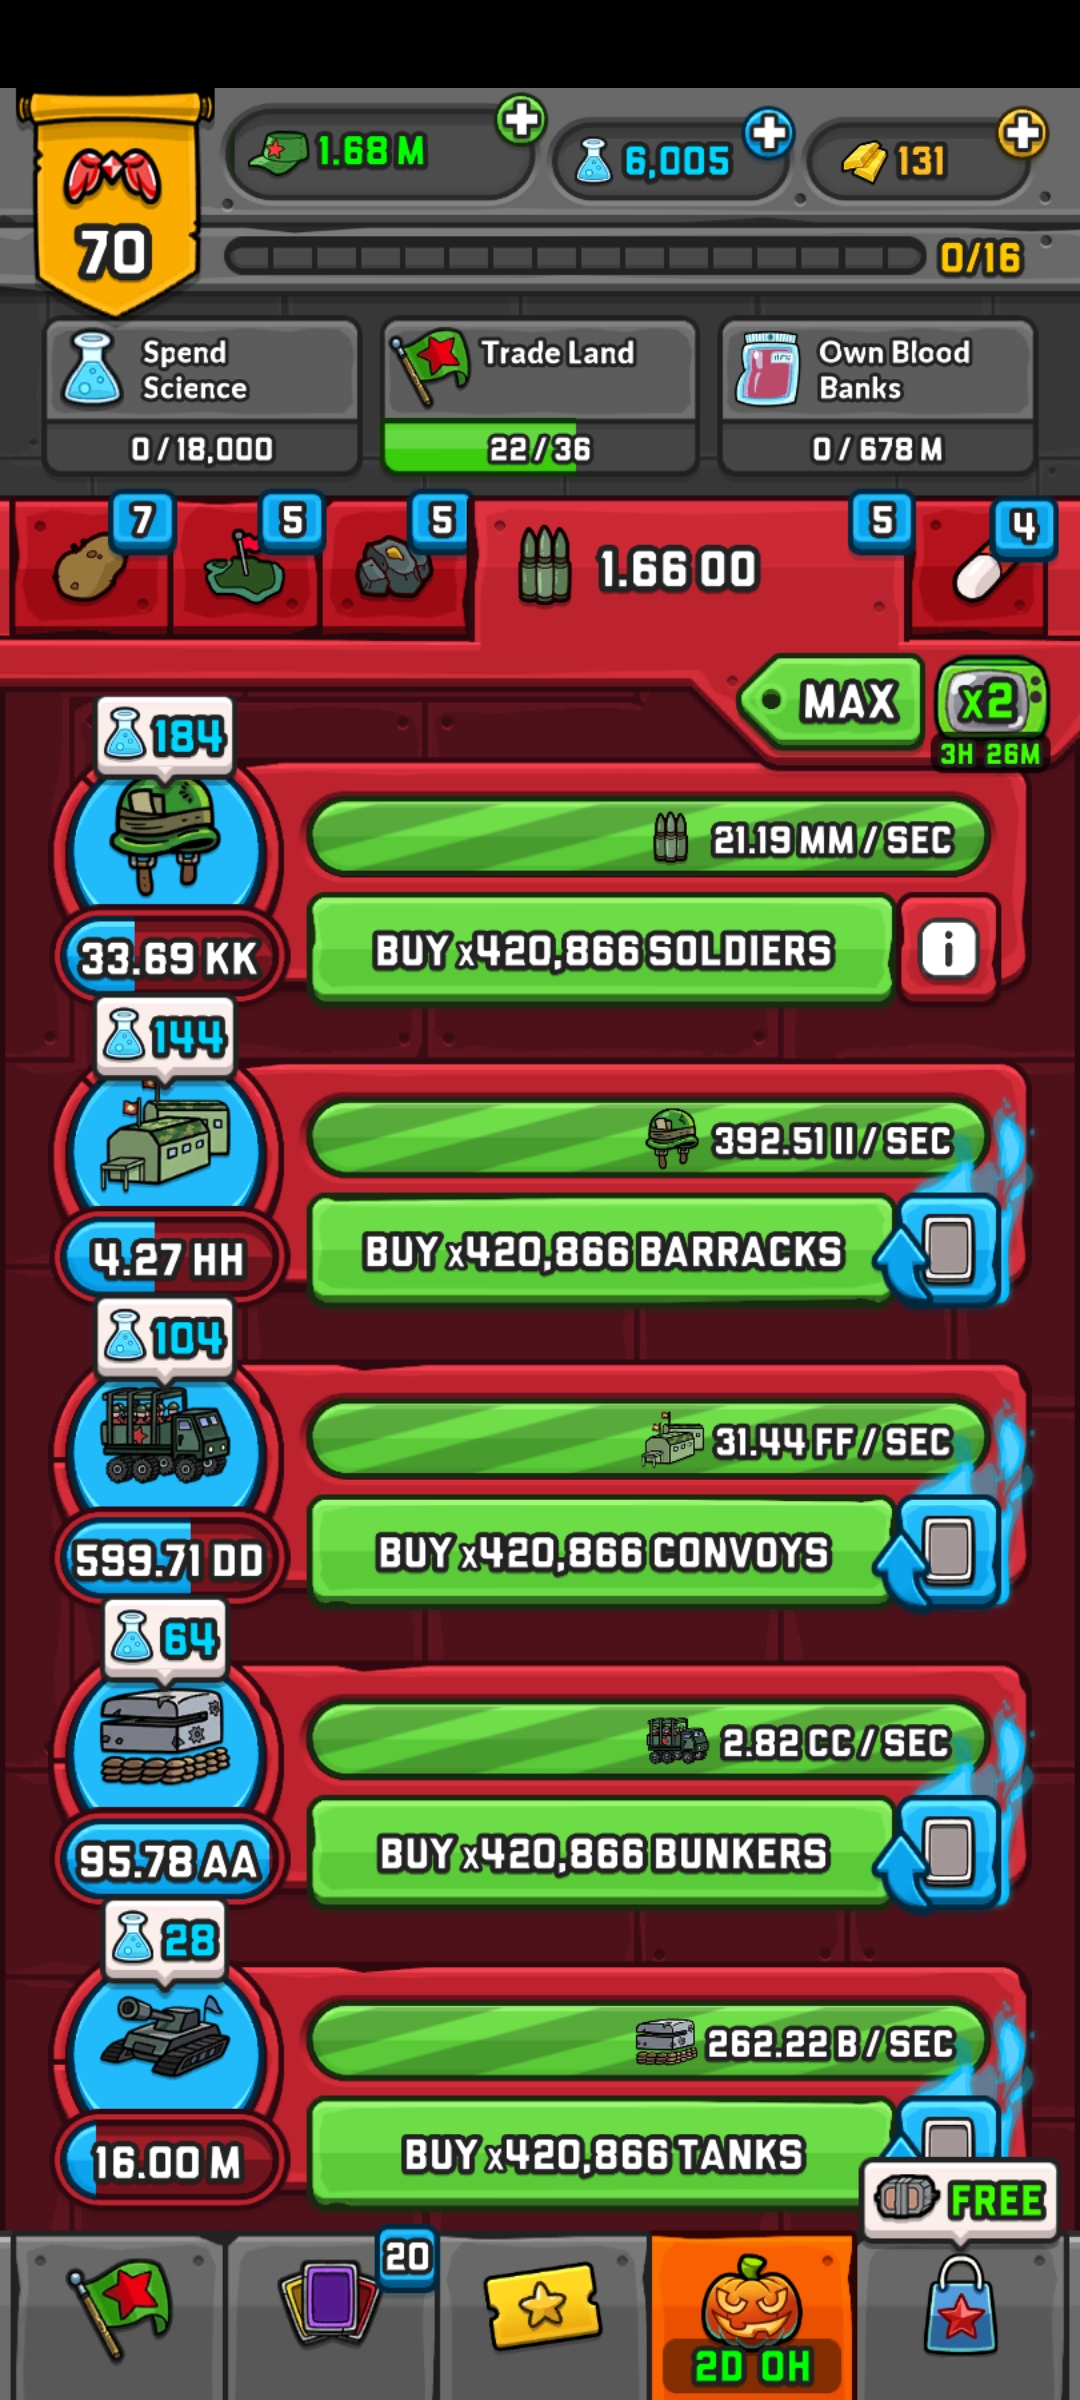 70
1.68 M
6,005
131
0/16
Spend
Science
0 / 18,000
Trade Land
22 / 36
Own Blood
Banks
0 / 678 M
7
5
5
1.66 OO
5
4
MAX
x2
3H 26M
184
21.19 MM / SEC
33.69 KK
BUY x420,866 SOLDIERS
i
144
392.51 II / SEC
4.27 HH
BUY x420,866 BARRACKS
104
31.44 FF / SEC
599.71 DD
BUY x420,866 CONVOYS
64
2.82 CC / SEC
95.78 AA
BUY x420,866 BUNKERS
28
262.22 B / SEC
16.00 M
BUY x420,866 TANKS
FREE
20
2D 0H